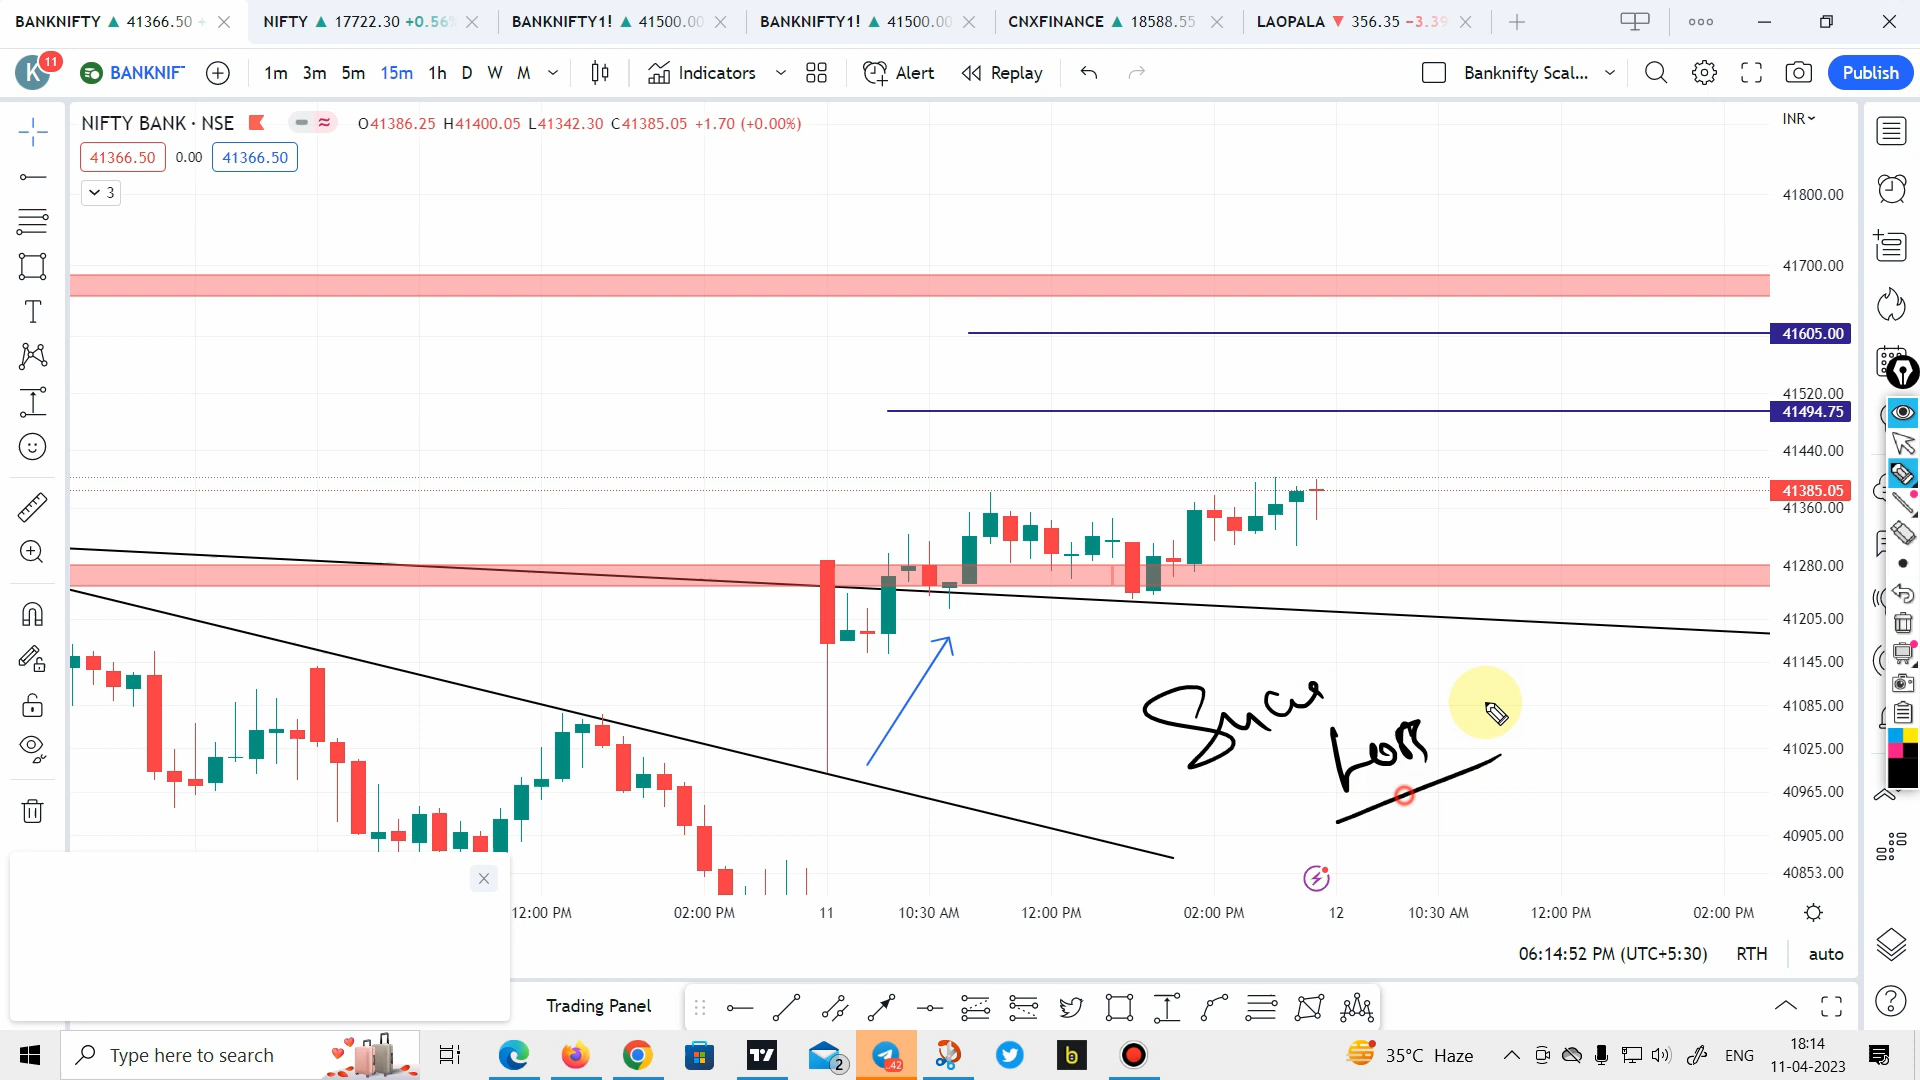 BANKNIFTY ▲ 41366.50 +
NIFTY ▲ 17722.30 +0.56%
BANKNIFTY1! ▲ 41500.00
BANKNIFTY1! ▲ 41500.00
CNXFINANCE ▲ 18588.55
LAOPALA ▼ 356.35 −3.39
K 11
BANKNIF
1m 3m 5m 15m 1h D W M
Indicators
Alert
Replay
Banknifty Scal...
Publish
NIFTY BANK · NSE
O41386.25 H41400.05 L41342.30 C41385.05 +1.70 (+0.00%)
INR
41366.50 0.00 41366.50
3
41800.00
41700.00
41605.00
41520.00
41494.75
41440.00
41385.05
41360.00
41280.00
41205.00
41145.00
41085.00
41025.00
40965.00
40905.00
40853.00
Loss
12:00 PM 02:00 PM 11 10:30 AM 12:00 PM 02:00 PM 12 10:30 AM 12:00 PM 02:00 PM
06:14:52 PM (UTC+5:30) RTH auto
Trading Panel
Type here to search
2
42
35°C Haze
ENG
18:14
11-04-2023